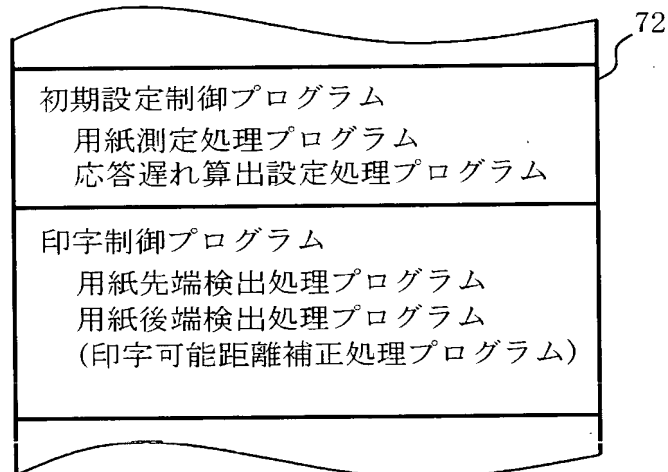 72
初期設定制御プログラム
用紙測定処理プログラム
応答遅れ算出設定処理プログラム
印字制御プログラム
用紙先端検出処理プログラム
用紙後端検出処理プログラム
(印字可能距離補正処理プログラム)